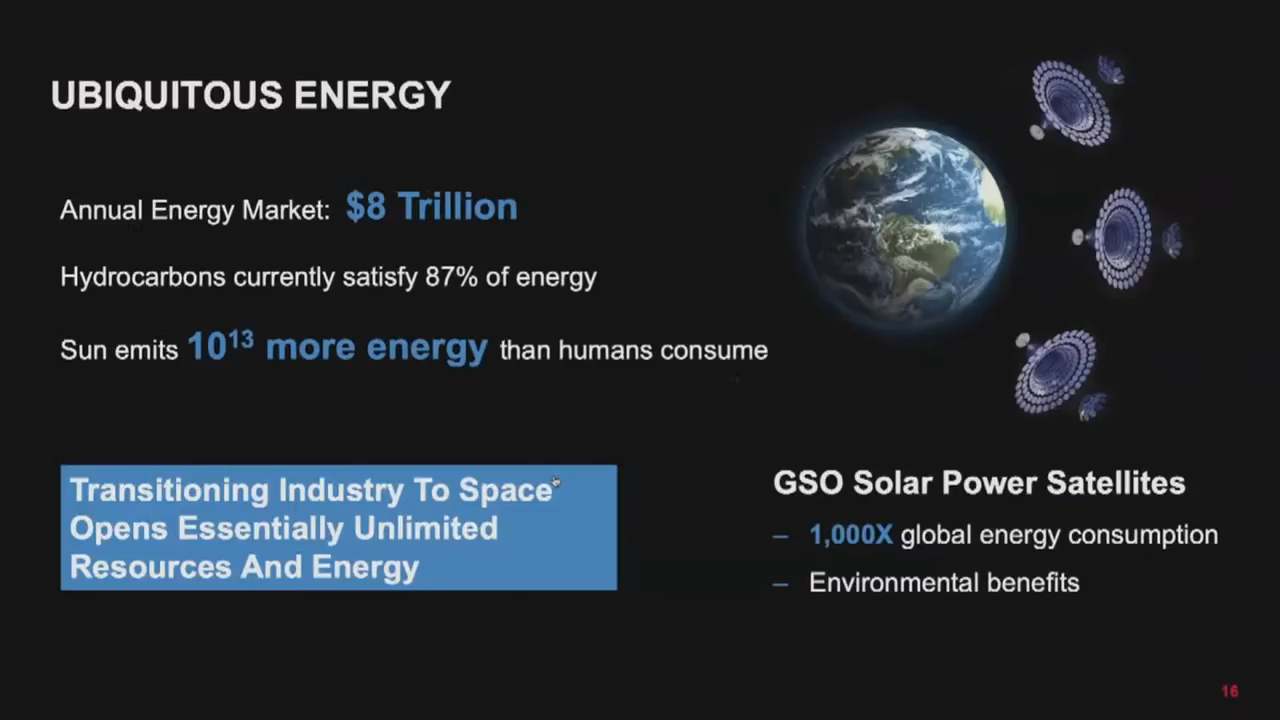 UBIQUITOUS ENERGY
Annual Energy Market: $8 Trillion
Hydrocarbons currently satisfy 87% of energy
Sun emits 10¹³ more energy than humans consume
Transitioning Industry To Space
Opens Essentially Unlimited
Resources And Energy
GSO Solar Power Satellites
– 1,000X global energy consumption
– Environmental benefits
16